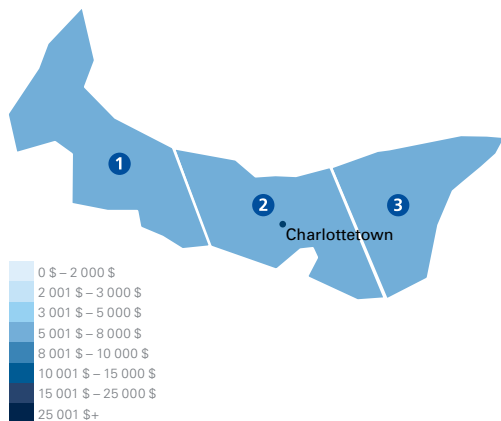 1
2
3
Charlottetown
0 $ – 2 000 $
2 001 $ – 3 000 $
3 001 $ – 5 000 $
5 001 $ – 8 000 $
8 001 $ – 10 000 $
10 001 $ – 15 000 $
15 001 $ – 25 000 $
25 001 $+